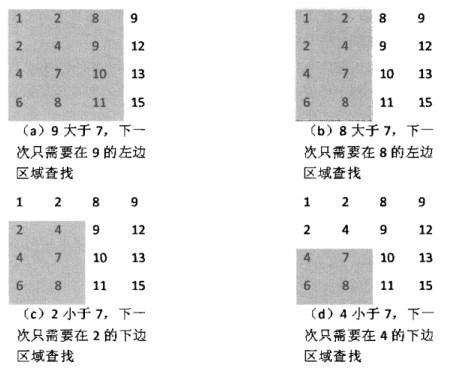 1 2 8 9
2 4 9 12
4 7 10 13
6 8 11 15
（a）9 大于 7，下一
次只需要在 9 的左边
区域查找
1 2 8 9
2 4 9 12
4 7 10 13
6 8 11 15
（b）8 大于 7，下一
次只需要在 8 的左边
区域查找
1 2 8 9
2 4 9 12
4 7 10 13
6 8 11 15
（c）2 小于 7，下一
次只需要在 2 的下边
区域查找
1 2 8 9
2 4 9 12
4 7 10 13
6 8 11 15
（d）4 小于 7，下一
次只需要在 4 的下边
区域查找